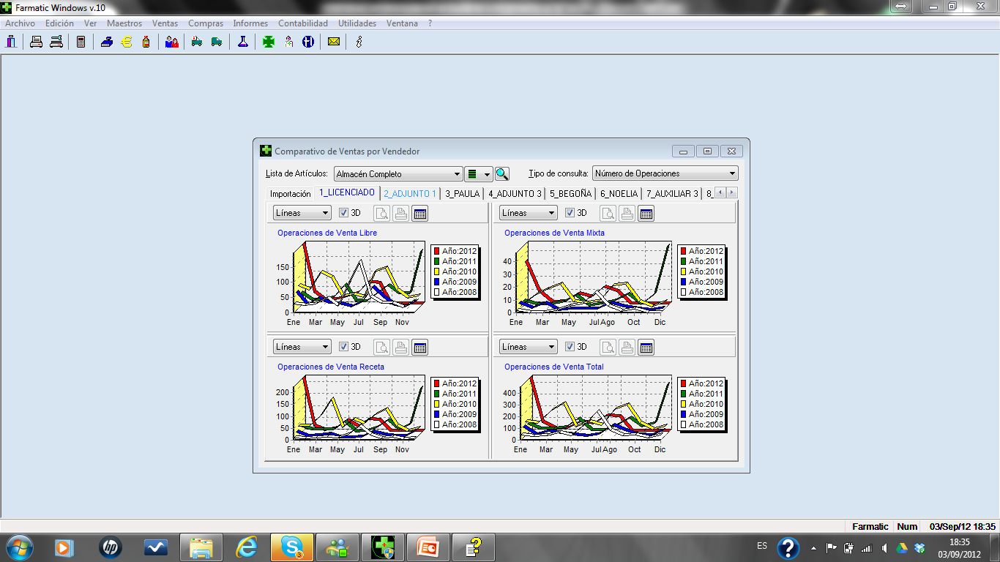 Farmatic Windows v.10
Archivo Edición Ver Maestros Ventas Compras Informes Contabilidad Utilidades Ventana ?
Comparativo de Ventas por Vendedor
Lista de Artículos: Almacén Completo Tipo de consulta: Número de Operaciones
Importación 1_LICENCIADO 2_ADJUNTO 1 3_PAULA 4_ADJUNTO 3 5_BEGOÑA 6_NOELIA 7_AUXILIAR 3 8_
Líneas 3D Líneas 3D
Operaciones de Venta Libre
150
100
50
0
Ene Mar May Jul Sep Nov
Año:2012
Año:2011
Año:2010
Año:2009
Año:2008
Operaciones de Venta Mixta
40
30
20
10
0
Ene Mar May Jul Ago Oct Dic
Año:2012
Año:2011
Año:2010
Año:2009
Año:2008
Líneas 3D Líneas 3D
Operaciones de Venta Receta
200
150
100
50
0
Ene Mar May Jul Sep Nov
Año:2012
Año:2011
Año:2010
Año:2009
Año:2008
Operaciones de Venta Total
400
300
200
100
0
Ene Mar May Jul Ago Oct Dic
Año:2012
Año:2011
Año:2010
Año:2009
Año:2008
Farmatic Num 03/Sep/12 18:35
hp
3
ES
18:35
03/09/2012